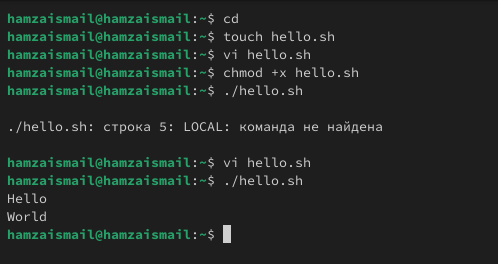 hamzaismail@hamzaismail:~$ cd
hamzaismail@hamzaismail:~$ touch hello.sh
hamzaismail@hamzaismail:~$ vi hello.sh
hamzaismail@hamzaismail:~$ chmod +x hello.sh
hamzaismail@hamzaismail:~$ ./hello.sh
./hello.sh: строка 5: LOCAL: команда не найдена
hamzaismail@hamzaismail:~$ vi hello.sh
hamzaismail@hamzaismail:~$ ./hello.sh
Hello
World
hamzaismail@hamzaismail:~$